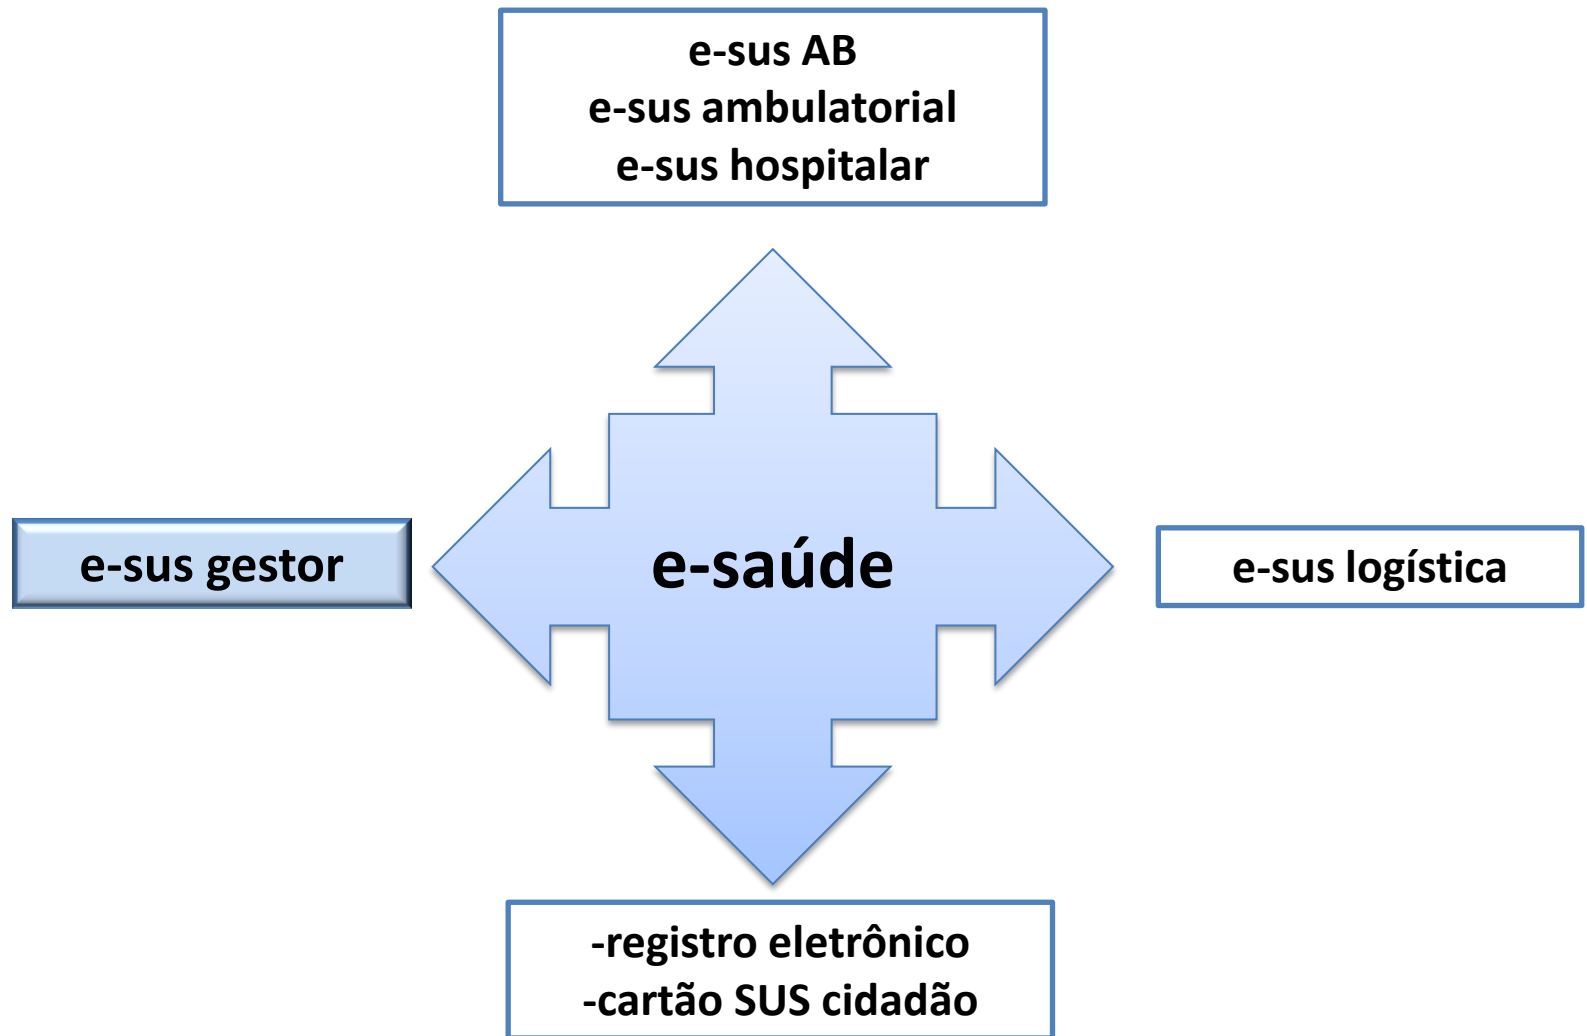 e-sus AB
e-sus ambulatorial
e-sus hospitalar
e-sus gestor
e-saúde
e-sus logística
-registro eletrônico
-cartão SUS cidadão